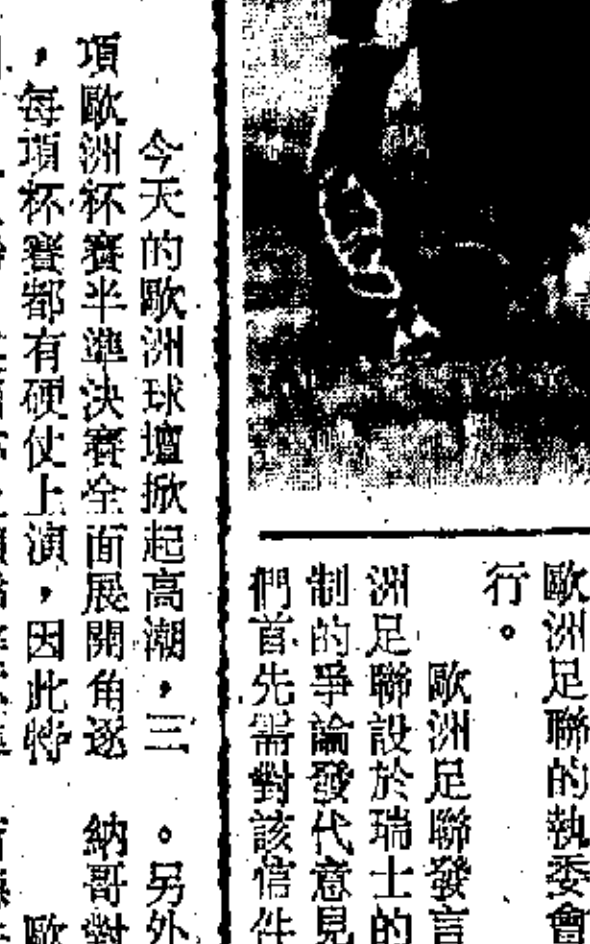 歐洲足聯的執委會
行。
歐洲足聯發言
洲足聯設於瑞士的
制的爭論發代意見
們首先需對該信件
今天的歐洲球壇掀起高潮，三
項歐洲杯賽半準決賽全面展開角逐
，每項杯賽都有硬仗上演，因此特
。另外
納哥對
歐